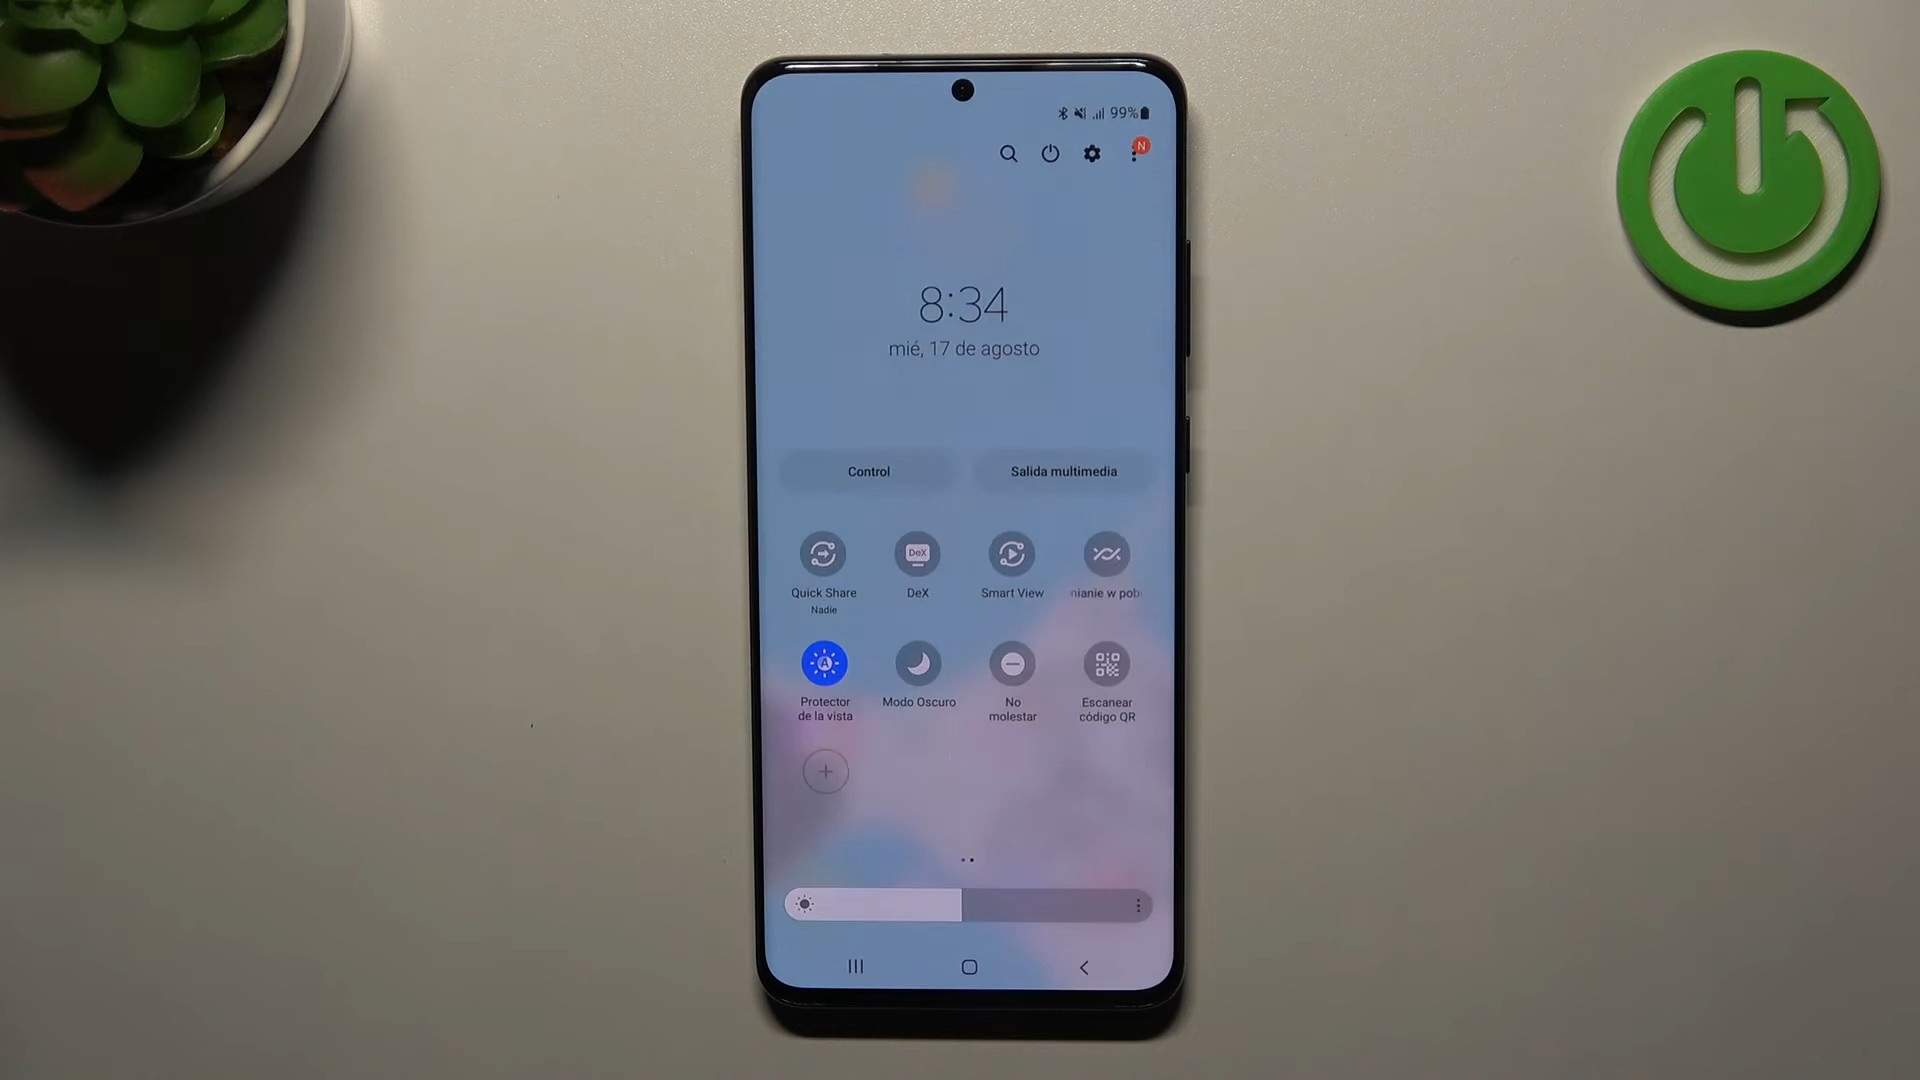 99%
N
8:34
mié, 17 de agosto
Control
Salida multimedia
Quick Share
Nadie
DeX
DeX
Smart View
nianie w pob
A
Protector
de la vista
Modo Oscuro
No
molestar
Escanear
código QR